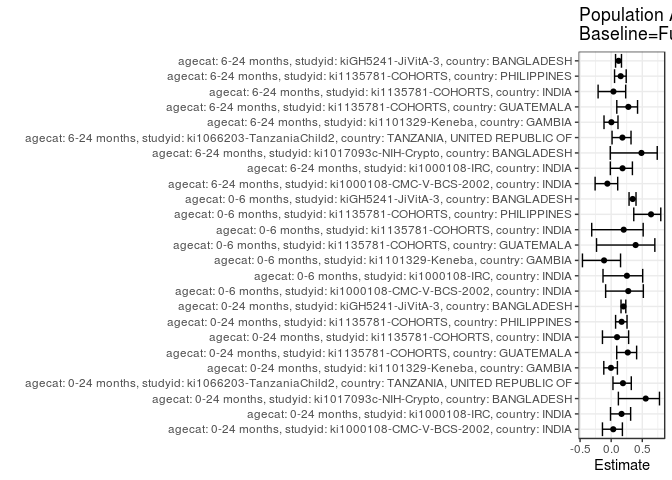 Population A
Baseline=Fu
agecat: 6-24 months, studyid: kiGH5241-JiVitA-3, country: BANGLADESH
agecat: 6-24 months, studyid: ki1135781-COHORTS, country: PHILIPPINES
agecat: 6-24 months, studyid: ki1135781-COHORTS, country: INDIA
agecat: 6-24 months, studyid: ki1135781-COHORTS, country: GUATEMALA
agecat: 6-24 months, studyid: ki1101329-Keneba, country: GAMBIA
agecat: 6-24 months, studyid: ki1066203-TanzaniaChild2, country: TANZANIA, UNITED REPUBLIC OF
agecat: 6-24 months, studyid: ki1017093c-NIH-Crypto, country: BANGLADESH
agecat: 6-24 months, studyid: ki1000108-IRC, country: INDIA
agecat: 6-24 months, studyid: ki1000108-CMC-V-BCS-2002, country: INDIA
agecat: 0-6 months, studyid: kiGH5241-JiVitA-3, country: BANGLADESH
agecat: 0-6 months, studyid: ki1135781-COHORTS, country: PHILIPPINES
agecat: 0-6 months, studyid: ki1135781-COHORTS, country: INDIA
agecat: 0-6 months, studyid: ki1135781-COHORTS, country: GUATEMALA
agecat: 0-6 months, studyid: ki1101329-Keneba, country: GAMBIA
agecat: 0-6 months, studyid: ki1000108-IRC, country: INDIA
agecat: 0-6 months, studyid: ki1000108-CMC-V-BCS-2002, country: INDIA
agecat: 0-24 months, studyid: kiGH5241-JiVitA-3, country: BANGLADESH
agecat: 0-24 months, studyid: ki1135781-COHORTS, country: PHILIPPINES
agecat: 0-24 months, studyid: ki1135781-COHORTS, country: INDIA
agecat: 0-24 months, studyid: ki1135781-COHORTS, country: GUATEMALA
agecat: 0-24 months, studyid: ki1101329-Keneba, country: GAMBIA
agecat: 0-24 months, studyid: ki1066203-TanzaniaChild2, country: TANZANIA, UNITED REPUBLIC OF
agecat: 0-24 months, studyid: ki1017093c-NIH-Crypto, country: BANGLADESH
agecat: 0-24 months, studyid: ki1000108-IRC, country: INDIA
agecat: 0-24 months, studyid: ki1000108-CMC-V-BCS-2002, country: INDIA
-0.5 0.0 0.5
Estimate